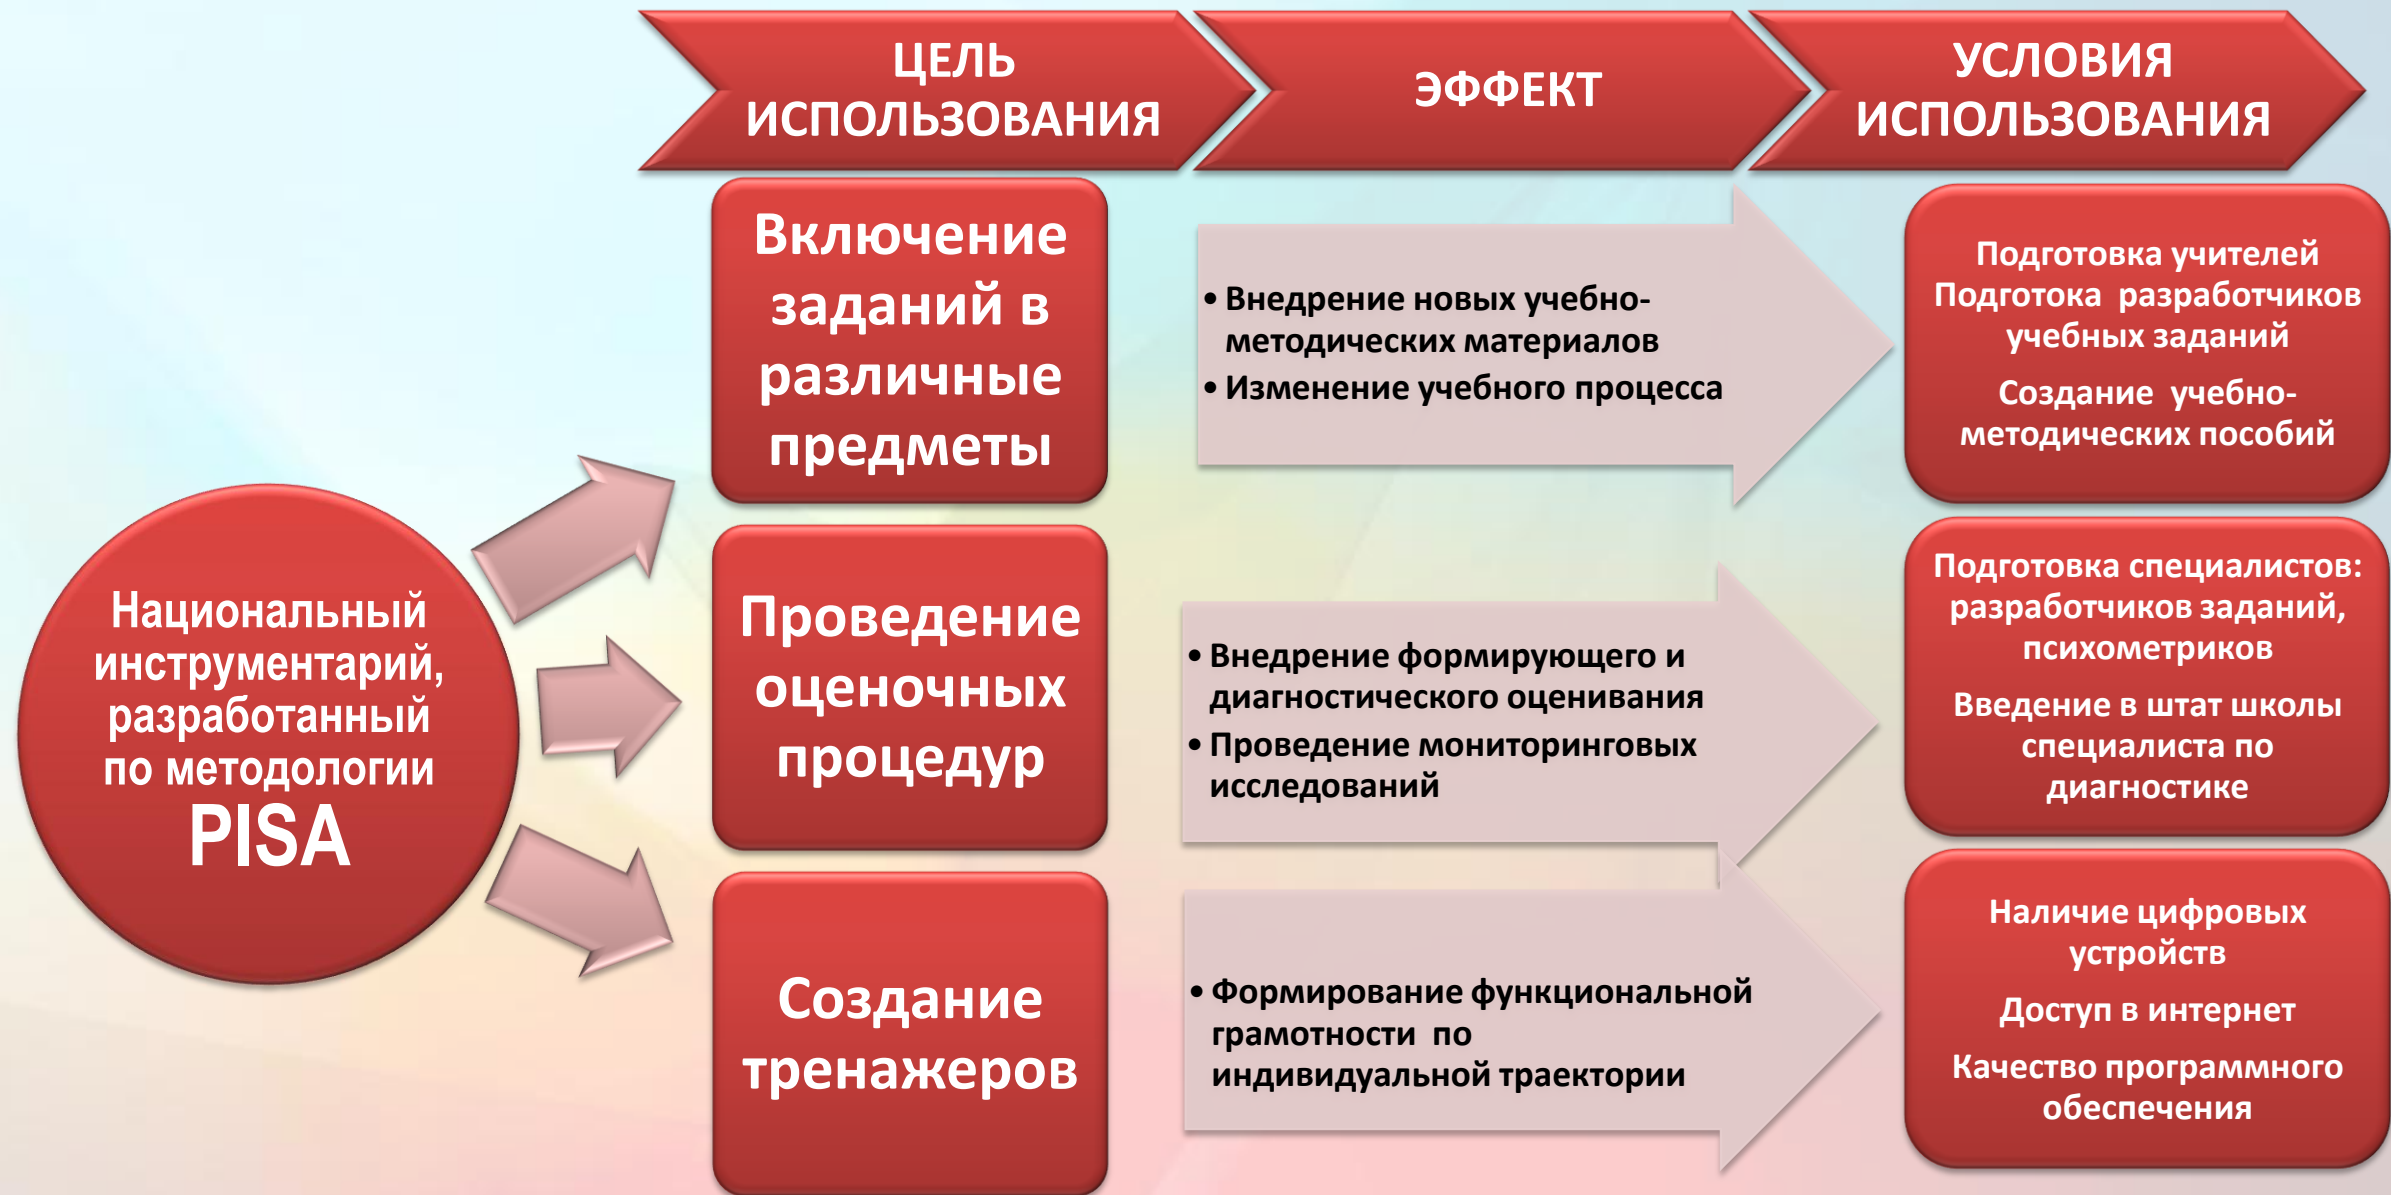 ЦЕЛЬ
ИСПОЛЬЗОВАНИЯ
ЭФФЕКТ
УСЛОВИЯ
ИСПОЛЬЗОВАНИЯ
Национальный
инструментарий,
разработанный
по методологии
PISA
Включение
заданий в
различные
предметы
• Внедрение новых учебно-
методических материалов
• Изменение учебного процесса
Подготовка учителей
Подготока разработчиков
учебных заданий
Создание учебно-
методических пособий
Проведение
оценочных
процедур
• Внедрение формирующего и
диагностического оценивания
• Проведение мониторинговых
исследований
Подготовка специалистов:
разработчиков заданий,
психометриков
Введение в штат школы
специалиста по
диагностике
Создание
тренажеров
• Формирование функциональной
грамотности по
индивидуальной траектории
Наличие цифровых
устройств
Доступ в интернет
Качество программного
обеспечения